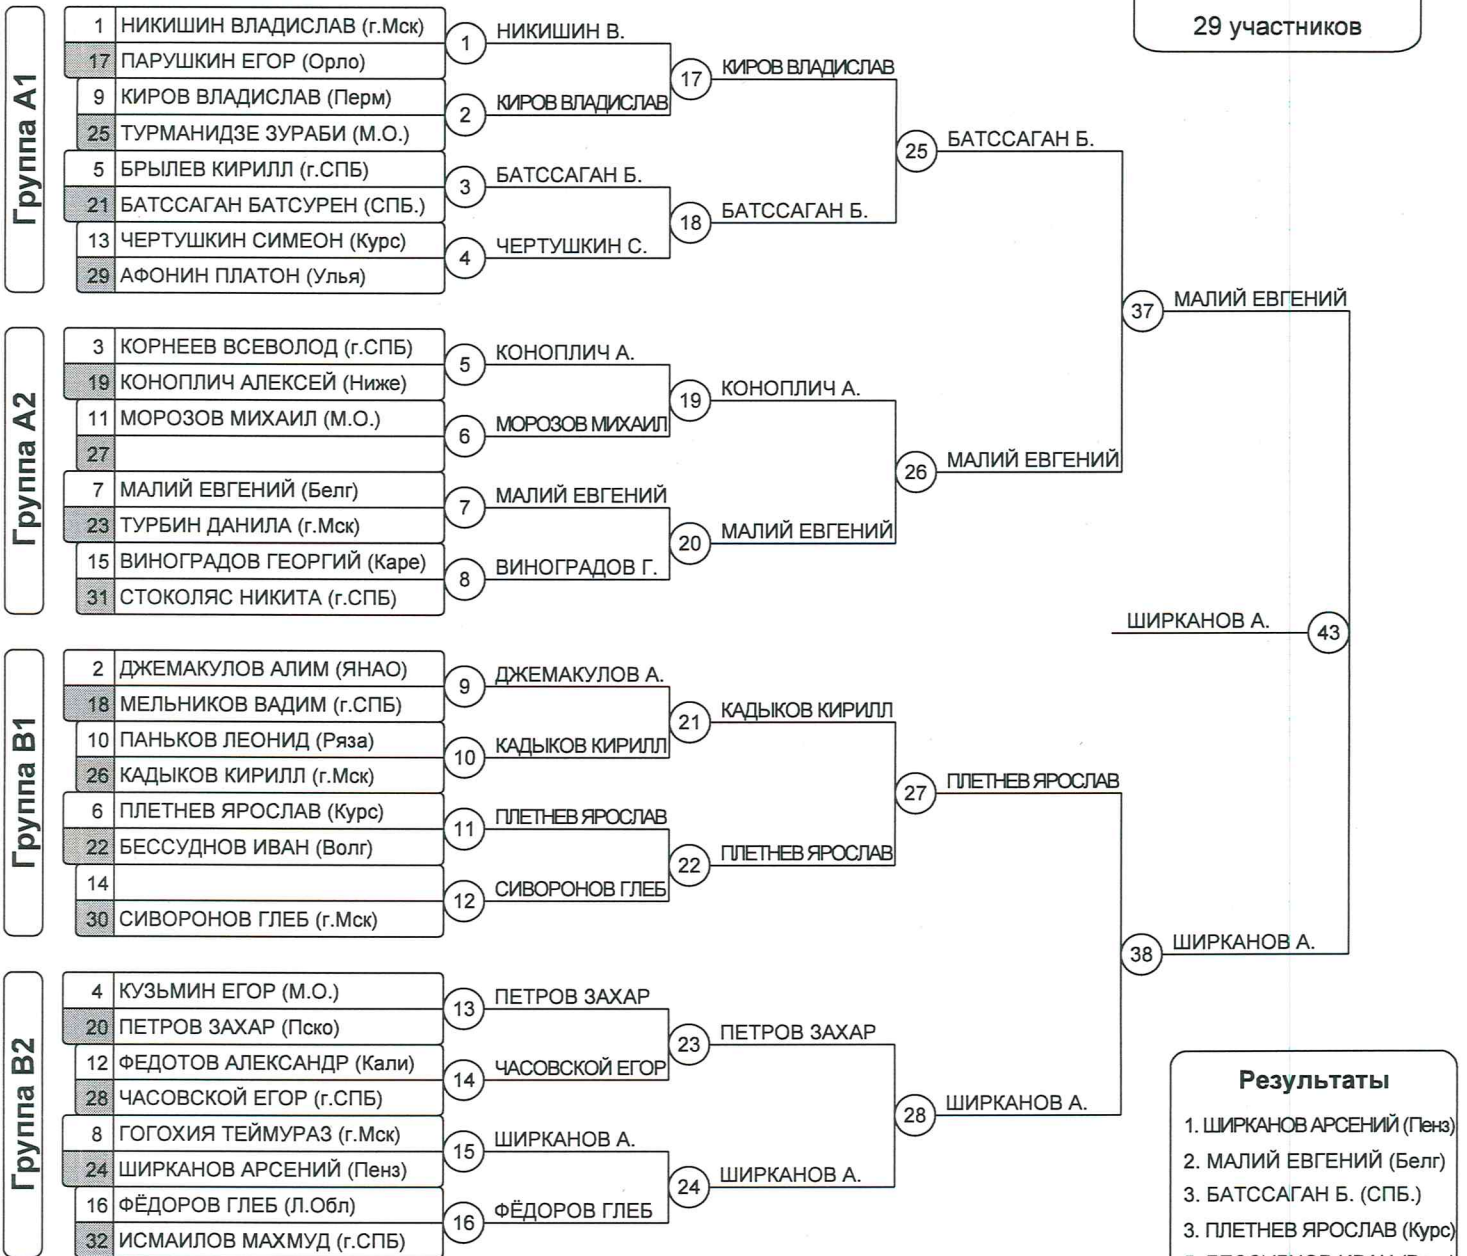 29 участников
Группа А1
1 НИКИШИН ВЛАДИСЛАВ (г.Мск)
17 ПАРУШКИН ЕГОР (Орло)
9 КИРОВ ВЛАДИСЛАВ (Перм)
25 ТУРМАНИДЗЕ ЗУРАБИ (М.О.)
5 БРЫЛЕВ КИРИЛЛ (г.СПБ)
21 БАТССАГАН БАТСУРЕН (СПБ.)
13 ЧЕРТУШКИН СИМЕОН (Курс)
29 АФОНИН ПЛАТОН (Улья)
1 НИКИШИН В.
2 КИРОВ ВЛАДИСЛАВ
3 БАТССАГАН Б.
4 ЧЕРТУШКИН С.
17 КИРОВ ВЛАДИСЛАВ
18 БАТССАГАН Б.
25 БАТССАГАН Б.
Группа А2
3 КОРНЕЕВ ВСЕВОЛОД (г.СПБ)
19 КОНОПЛИЧ АЛЕКСЕЙ (Ниже)
11 МОРОЗОВ МИХАИЛ (М.О.)
27
7 МАЛИЙ ЕВГЕНИЙ (Белг)
23 ТУРБИН ДАНИЛА (г.Мск)
15 ВИНОГРАДОВ ГЕОРГИЙ (Каре)
31 СТОКОЛЯС НИКИТА (г.СПБ)
5 КОНОПЛИЧ А.
6 МОРОЗОВ МИХАИЛ
7 МАЛИЙ ЕВГЕНИЙ
8 ВИНОГРАДОВ Г.
19 КОНОПЛИЧ А.
20 МАЛИЙ ЕВГЕНИЙ
26 МАЛИЙ ЕВГЕНИЙ
37 МАЛИЙ ЕВГЕНИЙ
ШИРКАНОВ А. 43
Группа В1
2 ДЖЕМАКУЛОВ АЛИМ (ЯНАО)
18 МЕЛЬНИКОВ ВАДИМ (г.СПБ)
10 ПАНЬКОВ ЛЕОНИД (Ряза)
26 КАДЫКОВ КИРИЛЛ (г.Мск)
6 ПЛЕТНЕВ ЯРОСЛАВ (Курс)
22 БЕССУДНОВ ИВАН (Волг)
14
30 СИВОРОНОВ ГЛЕБ (г.Мск)
9 ДЖЕМАКУЛОВ А.
10 КАДЫКОВ КИРИЛЛ
11 ПЛЕТНЕВ ЯРОСЛАВ
12 СИВОРОНОВ ГЛЕБ
21 КАДЫКОВ КИРИЛЛ
22 ПЛЕТНЕВ ЯРОСЛАВ
27 ПЛЕТНЕВ ЯРОСЛАВ
38 ШИРКАНОВ А.
Группа В2
4 КУЗЬМИН ЕГОР (М.О.)
20 ПЕТРОВ ЗАХАР (Пско)
12 ФЕДОТОВ АЛЕКСАНДР (Кали)
28 ЧАСОВСКОЙ ЕГОР (г.СПБ)
8 ГОГОХИЯ ТЕЙМУРАЗ (г.Мск)
24 ШИРКАНОВ АРСЕНИЙ (Пенз)
16 ФЁДОРОВ ГЛЕБ (Л.Обл)
32 ИСМАИЛОВ МАХМУД (г.СПБ)
13 ПЕТРОВ ЗАХАР
14 ЧАСОВСКОЙ ЕГОР
15 ШИРКАНОВ А.
16 ФЁДОРОВ ГЛЕБ
23 ПЕТРОВ ЗАХАР
24 ШИРКАНОВ А.
28 ШИРКАНОВ А.
Результаты
1. ШИРКАНОВ АРСЕНИЙ (Пенз)
2. МАЛИЙ ЕВГЕНИЙ (Белг)
3. БАТССАГАН Б. (СПБ.)
3. ПЛЕТНЕВ ЯРОСЛАВ (Курс)